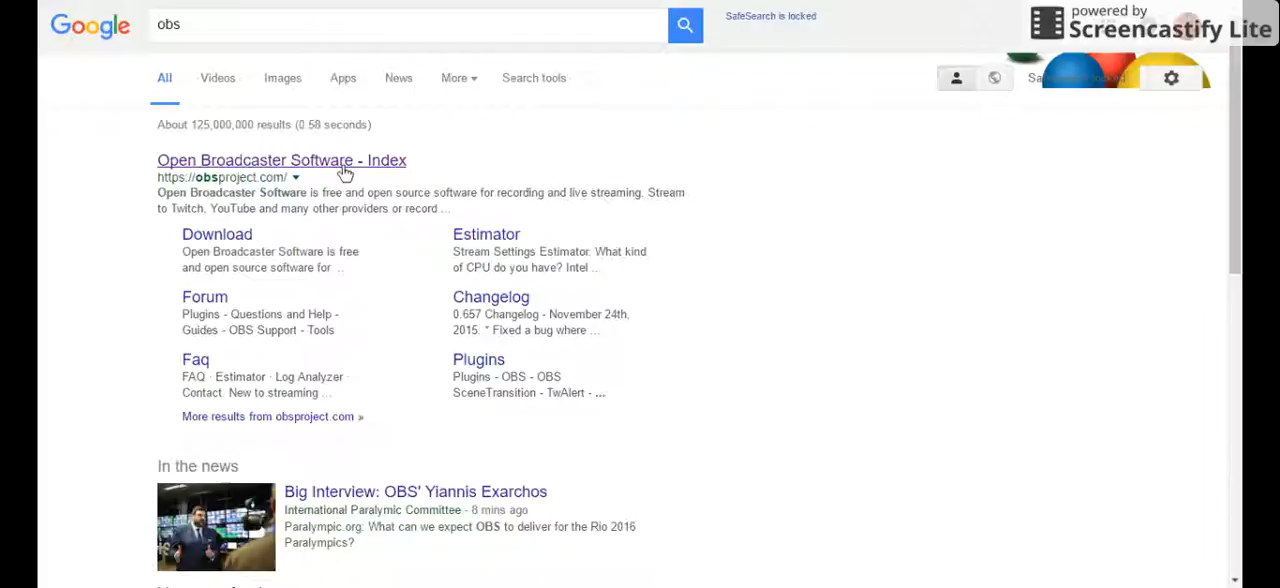 Google
obs
SafeSearch is locked
powered by
Screencastify Lite
All Videos Images Apps News More Search tools
About 125,000,000 results (0.58 seconds)
Open Broadcaster Software - Index
https://obsproject.com/
Open Broadcaster Software is free and open source software for recording and live streaming. Stream
to Twitch, YouTube and many other providers or record ...
Download
Open Broadcaster Software is free
and open source software for ...
Estimator
Stream Settings Estimator. What kind
of CPU do you have? Intel ...
Forum
Plugins - Questions and Help -
Guides - OBS Support - Tools
Changelog
0.657 Changelog - November 24th,
2015. * Fixed a bug where ...
Faq
FAQ · Estimator · Log Analyzer ·
Contact. New to streaming ...
Plugins
Plugins - OBS - OBS
SceneTransition - TwAlert - ...
More results from obsproject.com »
In the news
Big Interview: OBS' Yiannis Exarchos
International Paralymic Committee - 8 mins ago
Paralympic.org: What can we expect OBS to deliver for the Rio 2016
Paralympics?